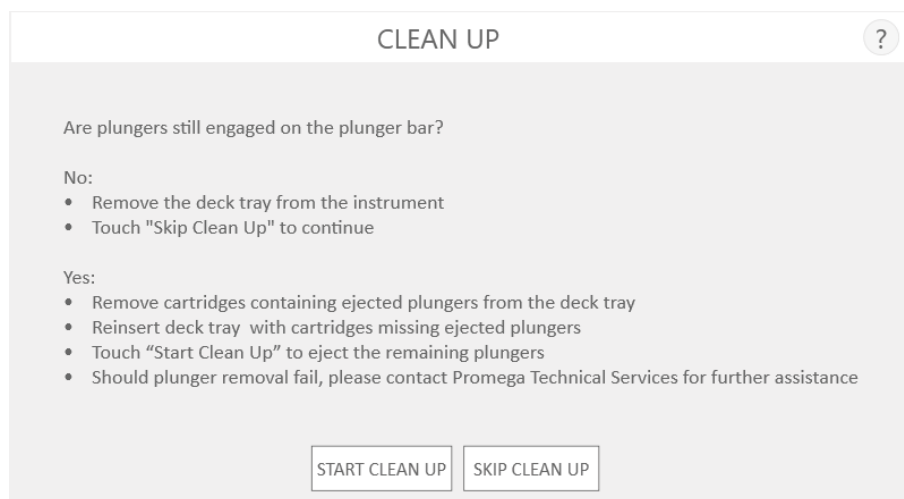 CLEAN UP
?
Are plungers still engaged on the plunger bar?
No:
• Remove the deck tray from the instrument
• Touch "Skip Clean Up" to continue
Yes:
• Remove cartridges containing ejected plungers from the deck tray
• Reinsert deck tray  with cartridges missing ejected plungers
• Touch “Start Clean Up” to eject the remaining plungers
• Should plunger removal fail, please contact Promega Technical Services for further assistance
START CLEAN UP
SKIP CLEAN UP